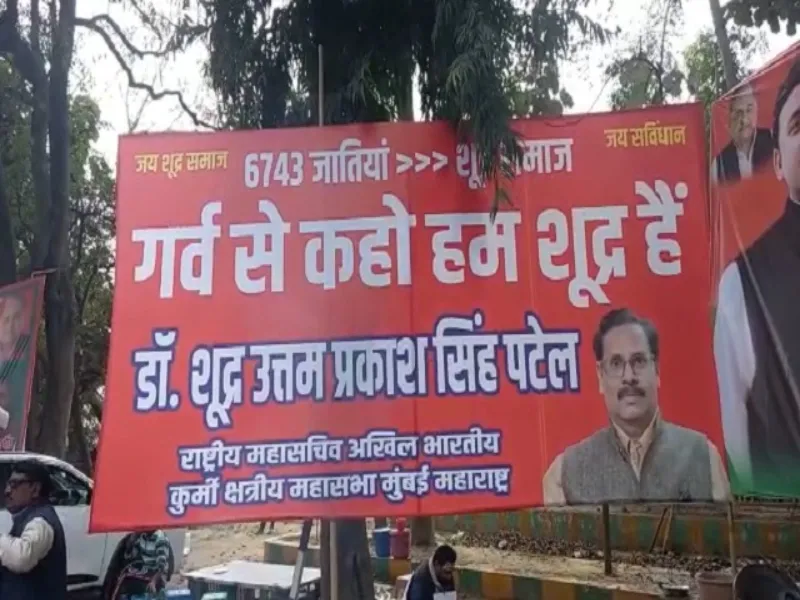 जय शूद्र समाज
6743 जातियां >>> शूद्र समाज
जय संविधान
गर्व से कहो हम शूद्र हैं
डॉ. शूद्र उत्तम प्रकाश सिंह पटेल
राष्ट्रीय महासचिव अखिल भारतीय
कुर्मी क्षत्रीय महासभा मुंबई महाराष्ट्र